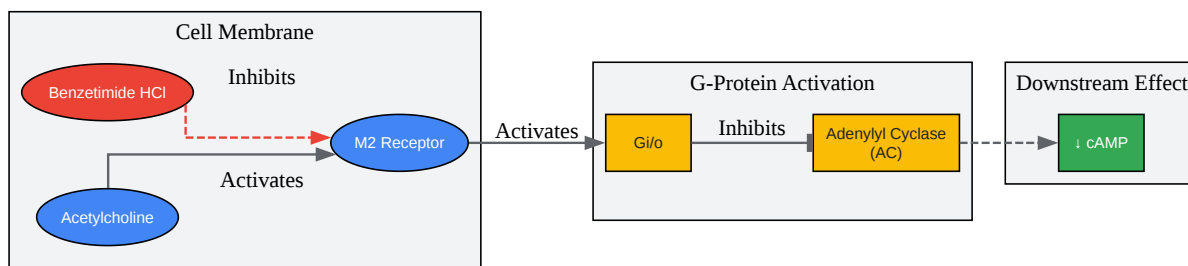 Cell Membrane
Benzetimide HCl
Inhibits
M2 Receptor
Activates
Acetylcholine
Activates
G-Protein Activation
Gi/o
Inhibits
Adenylyl Cyclase
(AC)
Downstream Effect
↓ cAMP